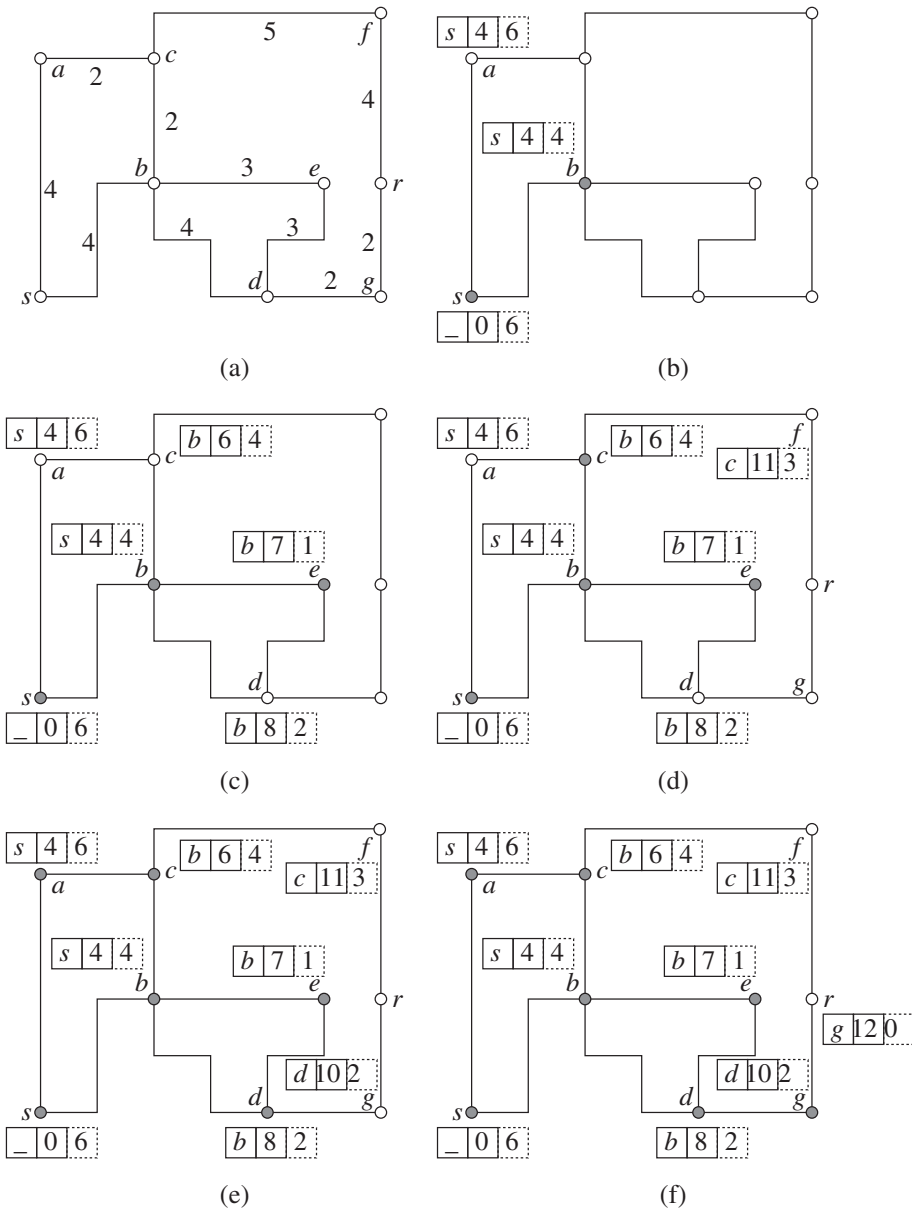 5 f s 4 6
a 2 c a
4
2 s 4 4
b 3 e b
4 r
4
4 4 3 2
d 2 g
s s
_ 0 6
(a) (b)
s 4 6 b 6 4 s 4 6 b 6 4 f
a c a c c 11 3
s 4 4 b 7 1 s 4 4 b 7 1
b e b e r
s d s d g
_ 0 6 b 8 2 _ 0 6 b 8 2
(c) (d)
s 4 6 b 6 4 f s 4 6 b 6 4 f
a c c 11 3 a c c 11 3
s 4 4 b 7 1 s 4 4 b 7 1
b e r b e r
g 12 0
d 10 2 d 10 2
s d g s d g
_ 0 6 b 8 2 _ 0 6 b 8 2
(e) (f)